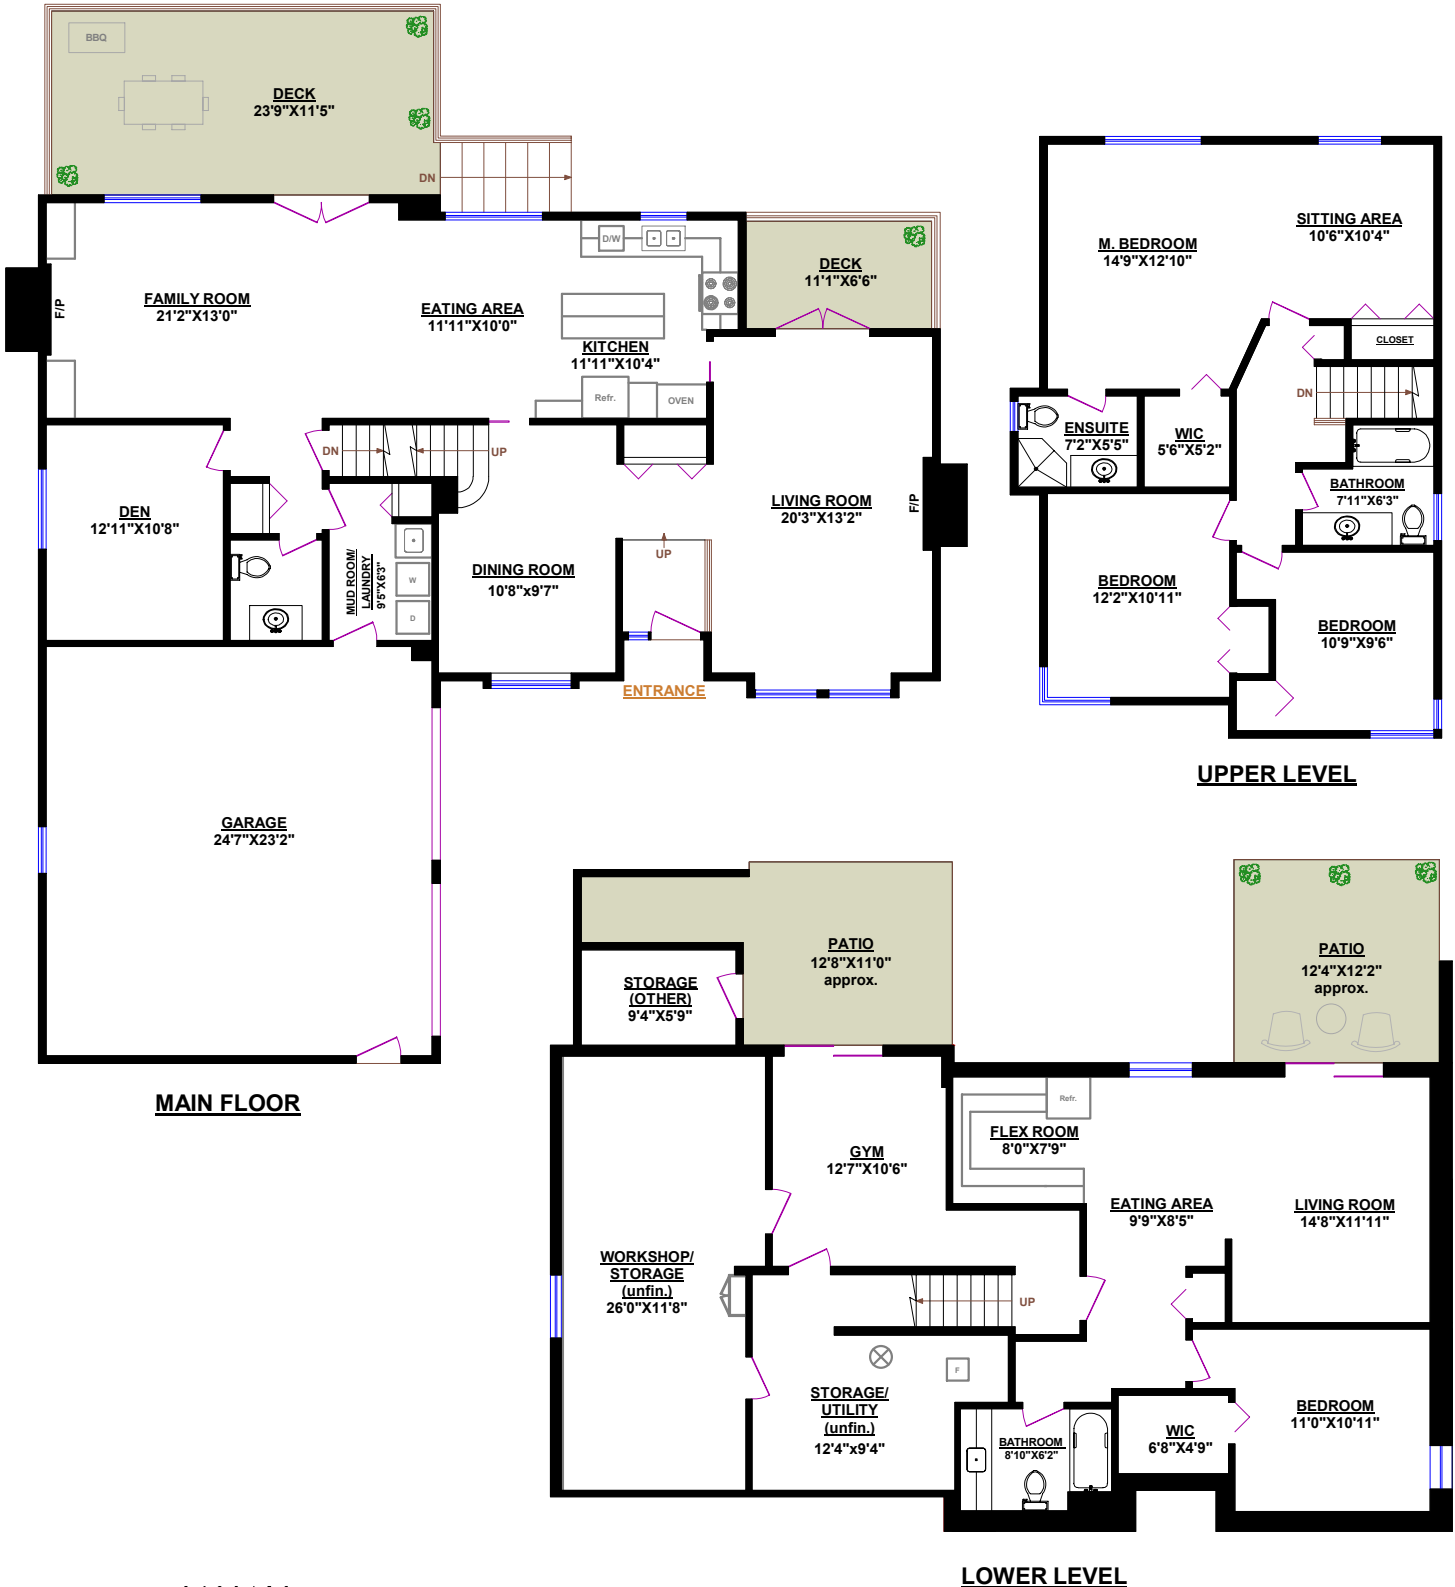 BBQ
DECK
23'9"X11'5"
DN
D/W
DECK
11'1"X6'6"
FAMILY ROOM
21'2"X13'0"
F/P
EATING AREA
11'11"X10'0"
KITCHEN
11'11"X10'4"
Refr.
OVEN
DN
UP
DEN
12'11"X10'8"
MUD ROOM/
LAUNDRY
9'5"X6'3"
W
D
DINING ROOM
10'8"x9'7"
UP
LIVING ROOM
20'3"X13'2"
F/P
ENTRANCE
GARAGE
24'7"X23'2"
MAIN FLOOR
M. BEDROOM
14'9"X12'10"
SITTING AREA
10'6"X10'4"
CLOSET
DN
ENSUITE
7'2"X5'5"
WIC
5'6"X5'2"
BATHROOM
7'11"X6'3"
BEDROOM
12'2"X10'11"
BEDROOM
10'9"X9'6"
UPPER LEVEL
PATIO
12'8"X11'0"
approx.
STORAGE
(OTHER)
9'4"X5'9"
PATIO
12'4"X12'2"
approx.
Refr.
FLEX ROOM
8'0"X7'9"
GYM
12'7"X10'6"
EATING AREA
9'9"X8'5"
LIVING ROOM
14'8"X11'11"
WORKSHOP/
STORAGE
(unfin.)
26'0"X11'8"
UP
F
STORAGE/
UTILITY
(unfin.)
12'4"x9'4"
BATHROOM
8'10"X6'2"
WIC
6'8"X4'9"
BEDROOM
11'0"X10'11"
LOWER LEVEL